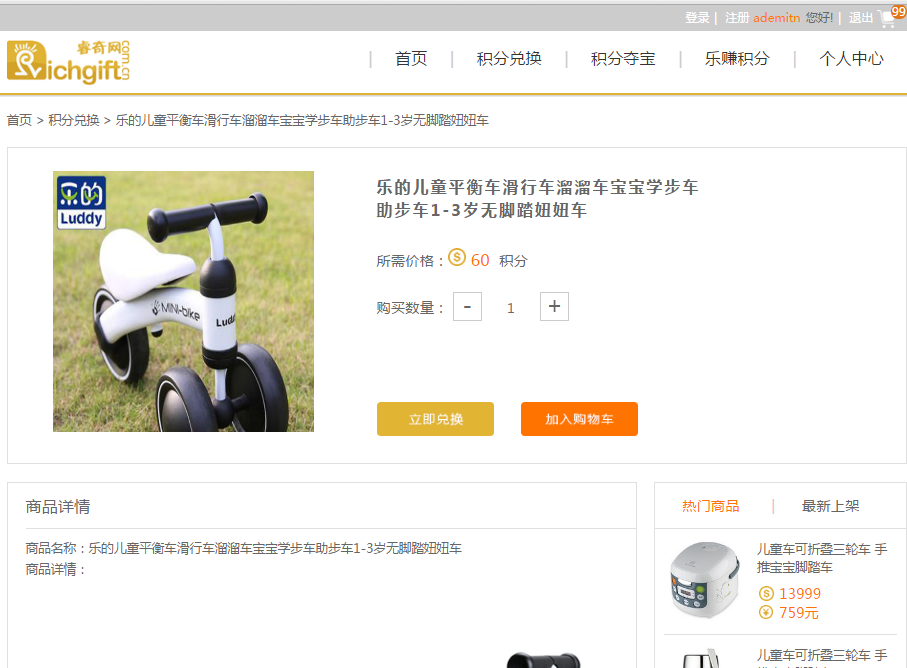 登录 | 注册 ademitn 您好! | 退出 99
睿奇网
Richgift
com.cn
| 首页 | 积分兑换 | 积分夺宝 | 乐赚积分 | 个人中心
首页 > 积分兑换 > 乐的儿童平衡车滑行车溜溜车宝宝学步车助步车1-3岁无脚踏妞妞车
乐的
Luddy
MINI-bike
Ludd
乐的儿童平衡车滑行车溜溜车宝宝学步车
助步车1-3岁无脚踏妞妞车
所需价格：S 60 积分
购买数量： - 1 +
立即兑换 加入购物车
商品详情
商品名称：乐的儿童平衡车滑行车溜溜车宝宝学步车助步车1-3岁无脚踏妞妞车
商品详情：
热门商品 | 最新上架
儿童车可折叠三轮车 手
推宝宝脚踏车
S 13999
¥ 759元
儿童车可折叠三轮车 手